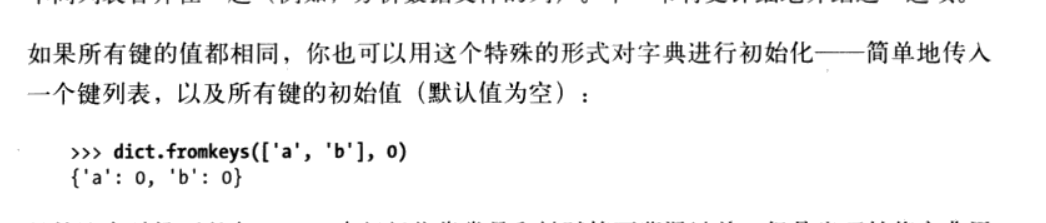 如果所有键的值都相同，你也可以用这个特殊的形式对字典进行初始化——简单地传入
一个键列表，以及所有键的初始值（默认值为空）：
>>> dict.fromkeys(['a', 'b'], 0)
{'a': 0, 'b': 0}